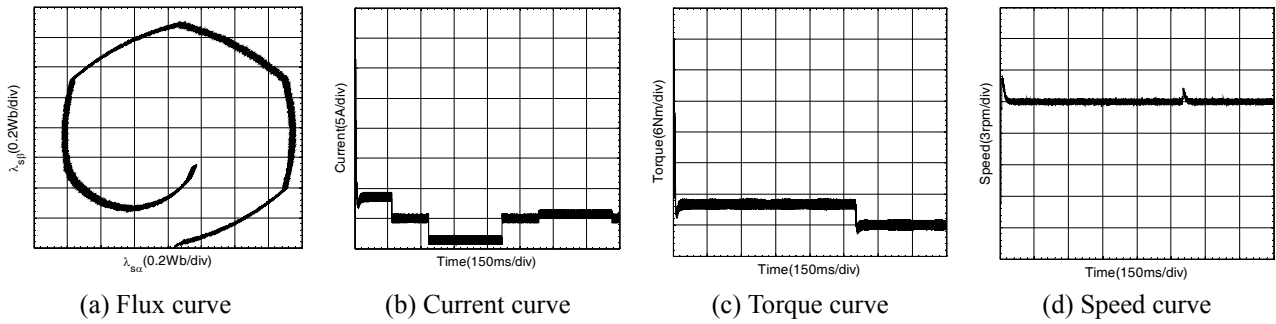 λsβ(0.2Wb/div)
λsα(0.2Wb/div)
(a) Flux curve
Current(5A/div)
Time(150ms/div)
(b) Current curve
Torque(6Nm/div)
Time(150ms/div)
(c) Torque curve
Speed(3rpm/div)
Time(150ms/div)
(d) Speed curve